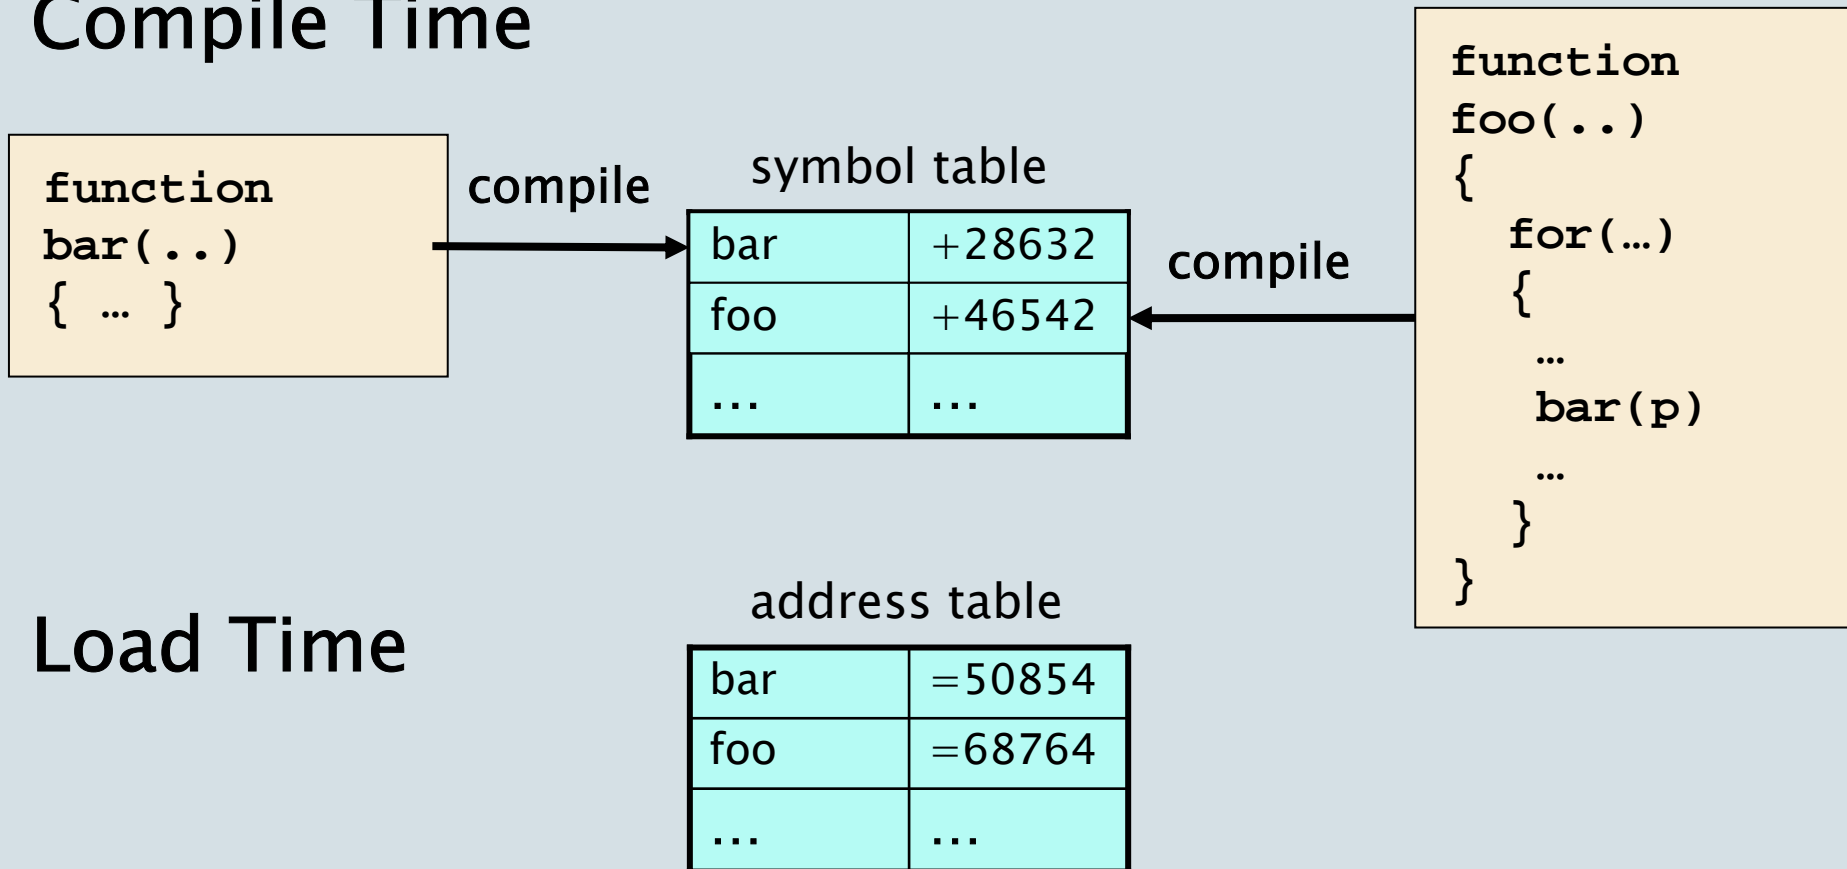 Compile Time
function
bar(..)
{ … }
compile
symbol table
bar +28632
foo +46542
... ...
compile
function
foo(..)
{
for(…)
{
…
bar(p)
…
}
}
Load Time
address table
bar =50854
foo =68764
... ...